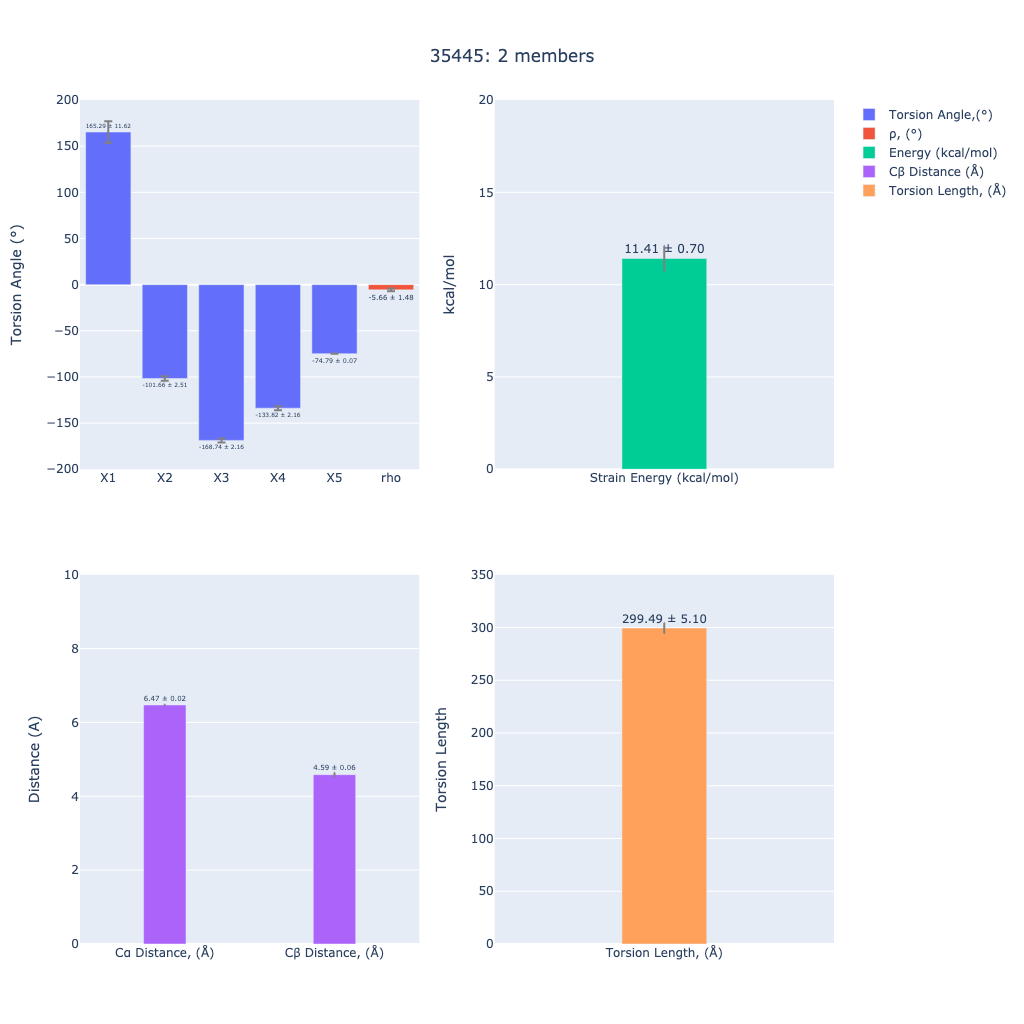 35445: 2 members
Torsion Angle (°)
200
150
100
50
0
−50
−100
−150
−200
165.29 ± 11.62
-101.66 ± 2.51
-168.74 ± 2.16
-133.82 ± 2.16
-74.79 ± 0.07
-5.66 ± 1.48
X1 X2 X3 X4 X5 rho
kcal/mol
20
15
10
5
0
11.41 ± 0.70
Strain Energy (kcal/mol)
Torsion Angle,(°)
ρ, (°)
Energy (kcal/mol)
Cβ Distance (Å)
Torsion Length, (Å)
Distance (A)
10
8
6
4
2
0
6.47 ± 0.02
4.59 ± 0.06
Cα Distance, (Å) Cβ Distance, (Å)
Torsion Length
350
300
250
200
150
100
50
0
299.49 ± 5.10
Torsion Length, (Å)